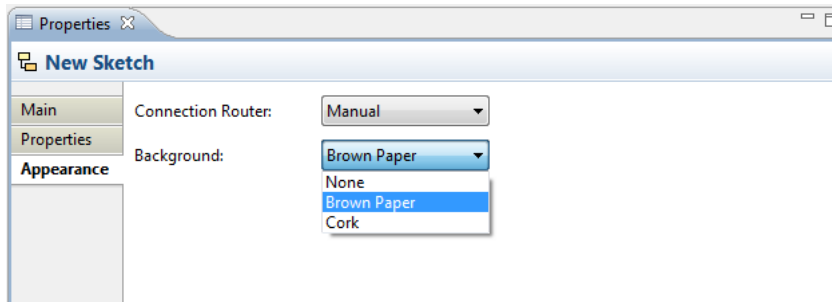 Properties
New Sketch
Main
Properties
Appearance
Connection Router:
Manual
Background:
Brown Paper
None
Brown Paper
Cork